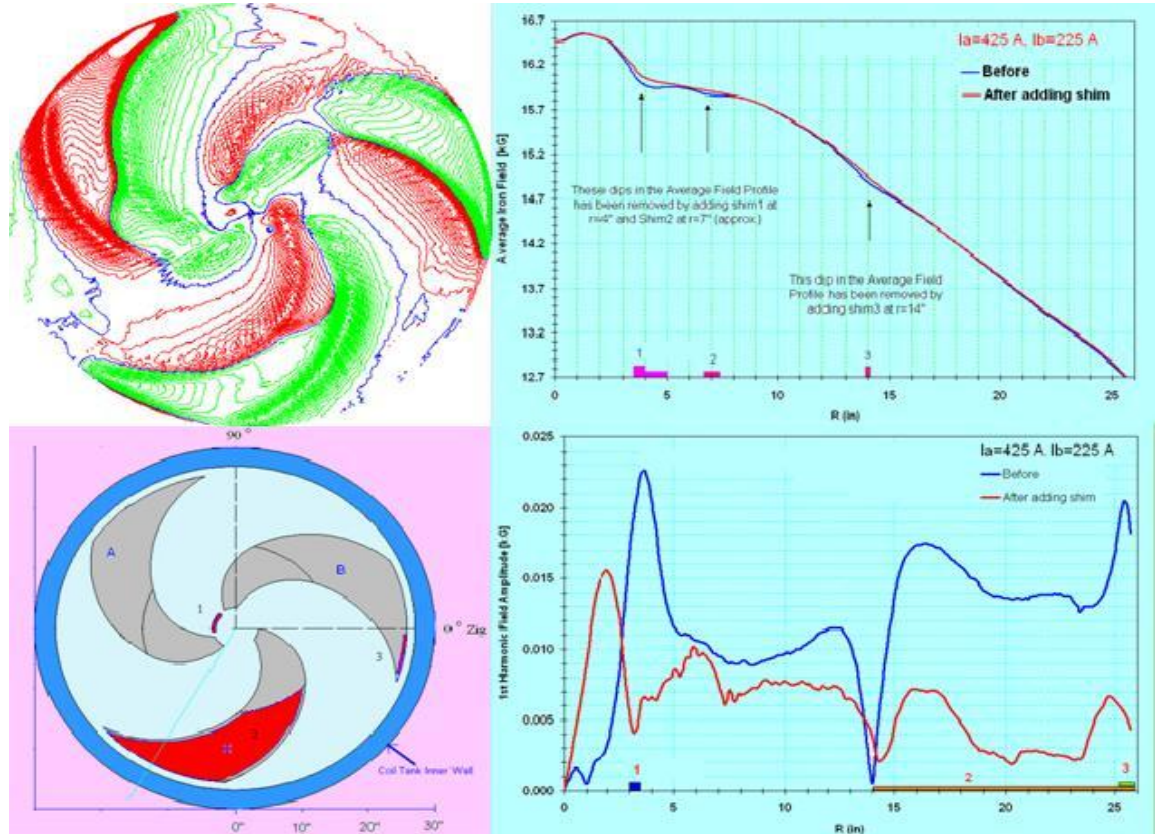 16.7
16.2
15.7
15.2
14.7
14.2
13.7
13.2
12.7
Average Iron Field [kG]
Ia=425 A, Ib=225 A
Before
After adding shim
These dips in the Average Field Profile
has been removed by adding shim1 at
r=4" and Shim2 at r=7" (approx.)
This dip in the Average Field
Profile has been removed by
adding shim3 at r=14"
1
2
3
0
5
10
15
20
25
R (in)
90°
A
B
1
0° Zig
3
2
Coil Tank Inner Wall
0"
10"
20"
30"
0.025
0.020
0.015
0.010
0.005
0.000
1st Harmonic Field Amplitude [kG]
Ia=425 A. Ib=225 A
Before
After adding shim
1
2
3
0
5
10
15
20
25
R (in)